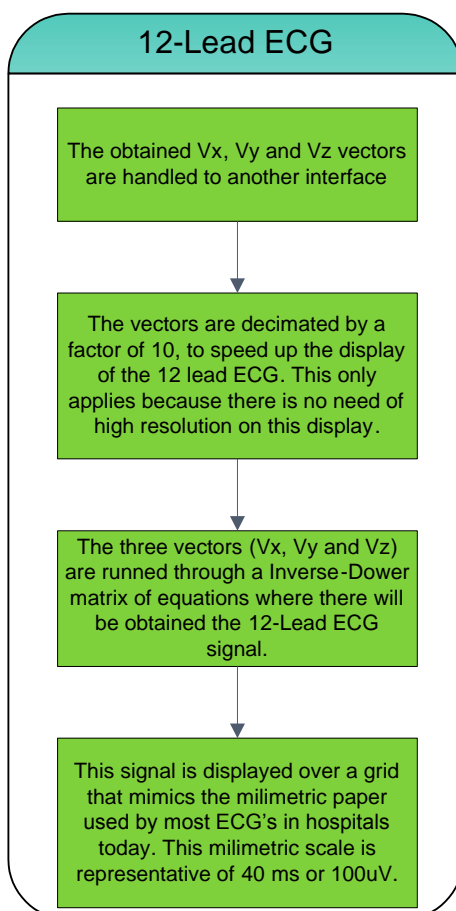 12-Lead ECG
The obtained Vx, Vy and Vz vectors
are handled to another interface
The vectors are decimated by a
factor of 10, to speed up the display
of the 12 lead ECG. This only
applies because there is no need of
high resolution on this display.
The three vectors (Vx, Vy and Vz)
are runned through a Inverse-Dower
matrix of equations where there will
be obtained the 12-Lead ECG
signal.
This signal is displayed over a grid
that mimics the milimetric paper
used by most ECG's in hospitals
today. This milimetric scale is
representative of 40 ms or 100uV.